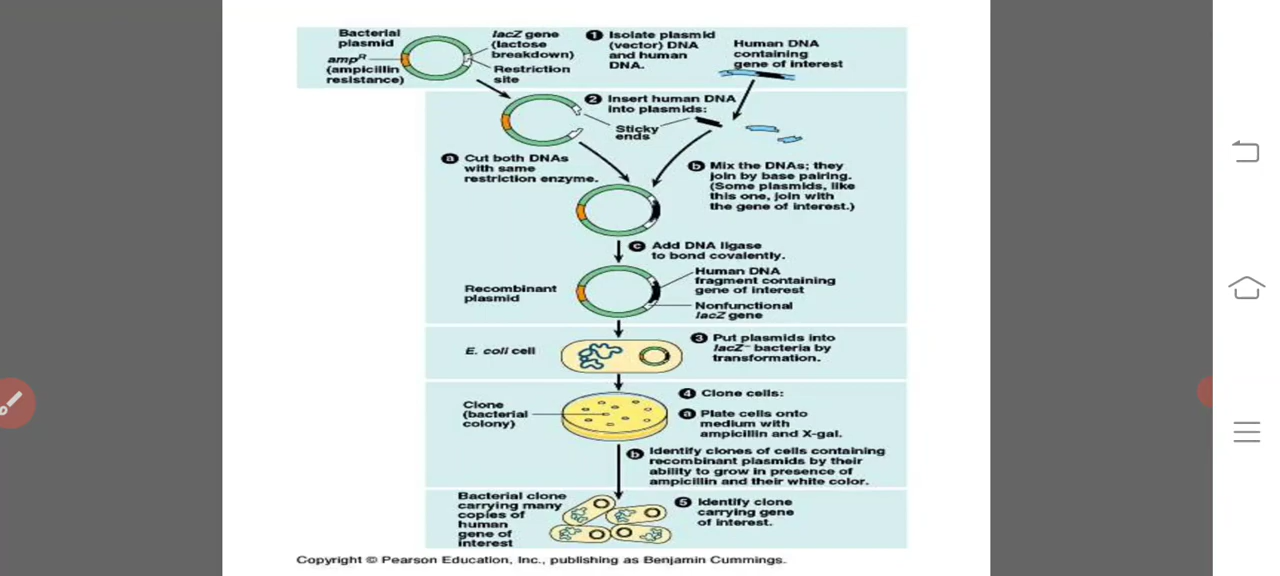 Bacterial
plasmid
ampR
(ampicillin
resistance)
lacZ gene
(lactose
breakdown)
Restriction
site
1 Isolate plasmid
(vector) DNA
and human
DNA.
Human DNA
containing
gene of interest
2 Insert human DNA
into plasmids:
Sticky
ends
a Cut both DNAs
with same
restriction enzyme.
b Mix the DNAs; they
join by base pairing.
(Some plasmids, like
this one, join with
the gene of interest.)
c Add DNA ligase
to bond covalently.
Recombinant
plasmid
Human DNA
fragment containing
gene of interest
Nonfunctional
lacZ gene
E. coli cell
3 Put plasmids into
lacZ– bacteria by
transformation.
Clone
(bacterial
colony)
4 Clone cells:
a Plate cells onto
medium with
ampicillin and X-gal.
b Identify clones of cells containing
recombinant plasmids by their
ability to grow in presence of
ampicillin and their white color.
Bacterial clone
carrying many
copies of
human
gene of
interest
5 Identify clone
carrying gene
of interest.
Copyright © Pearson Education, Inc., publishing as Benjamin Cummings.